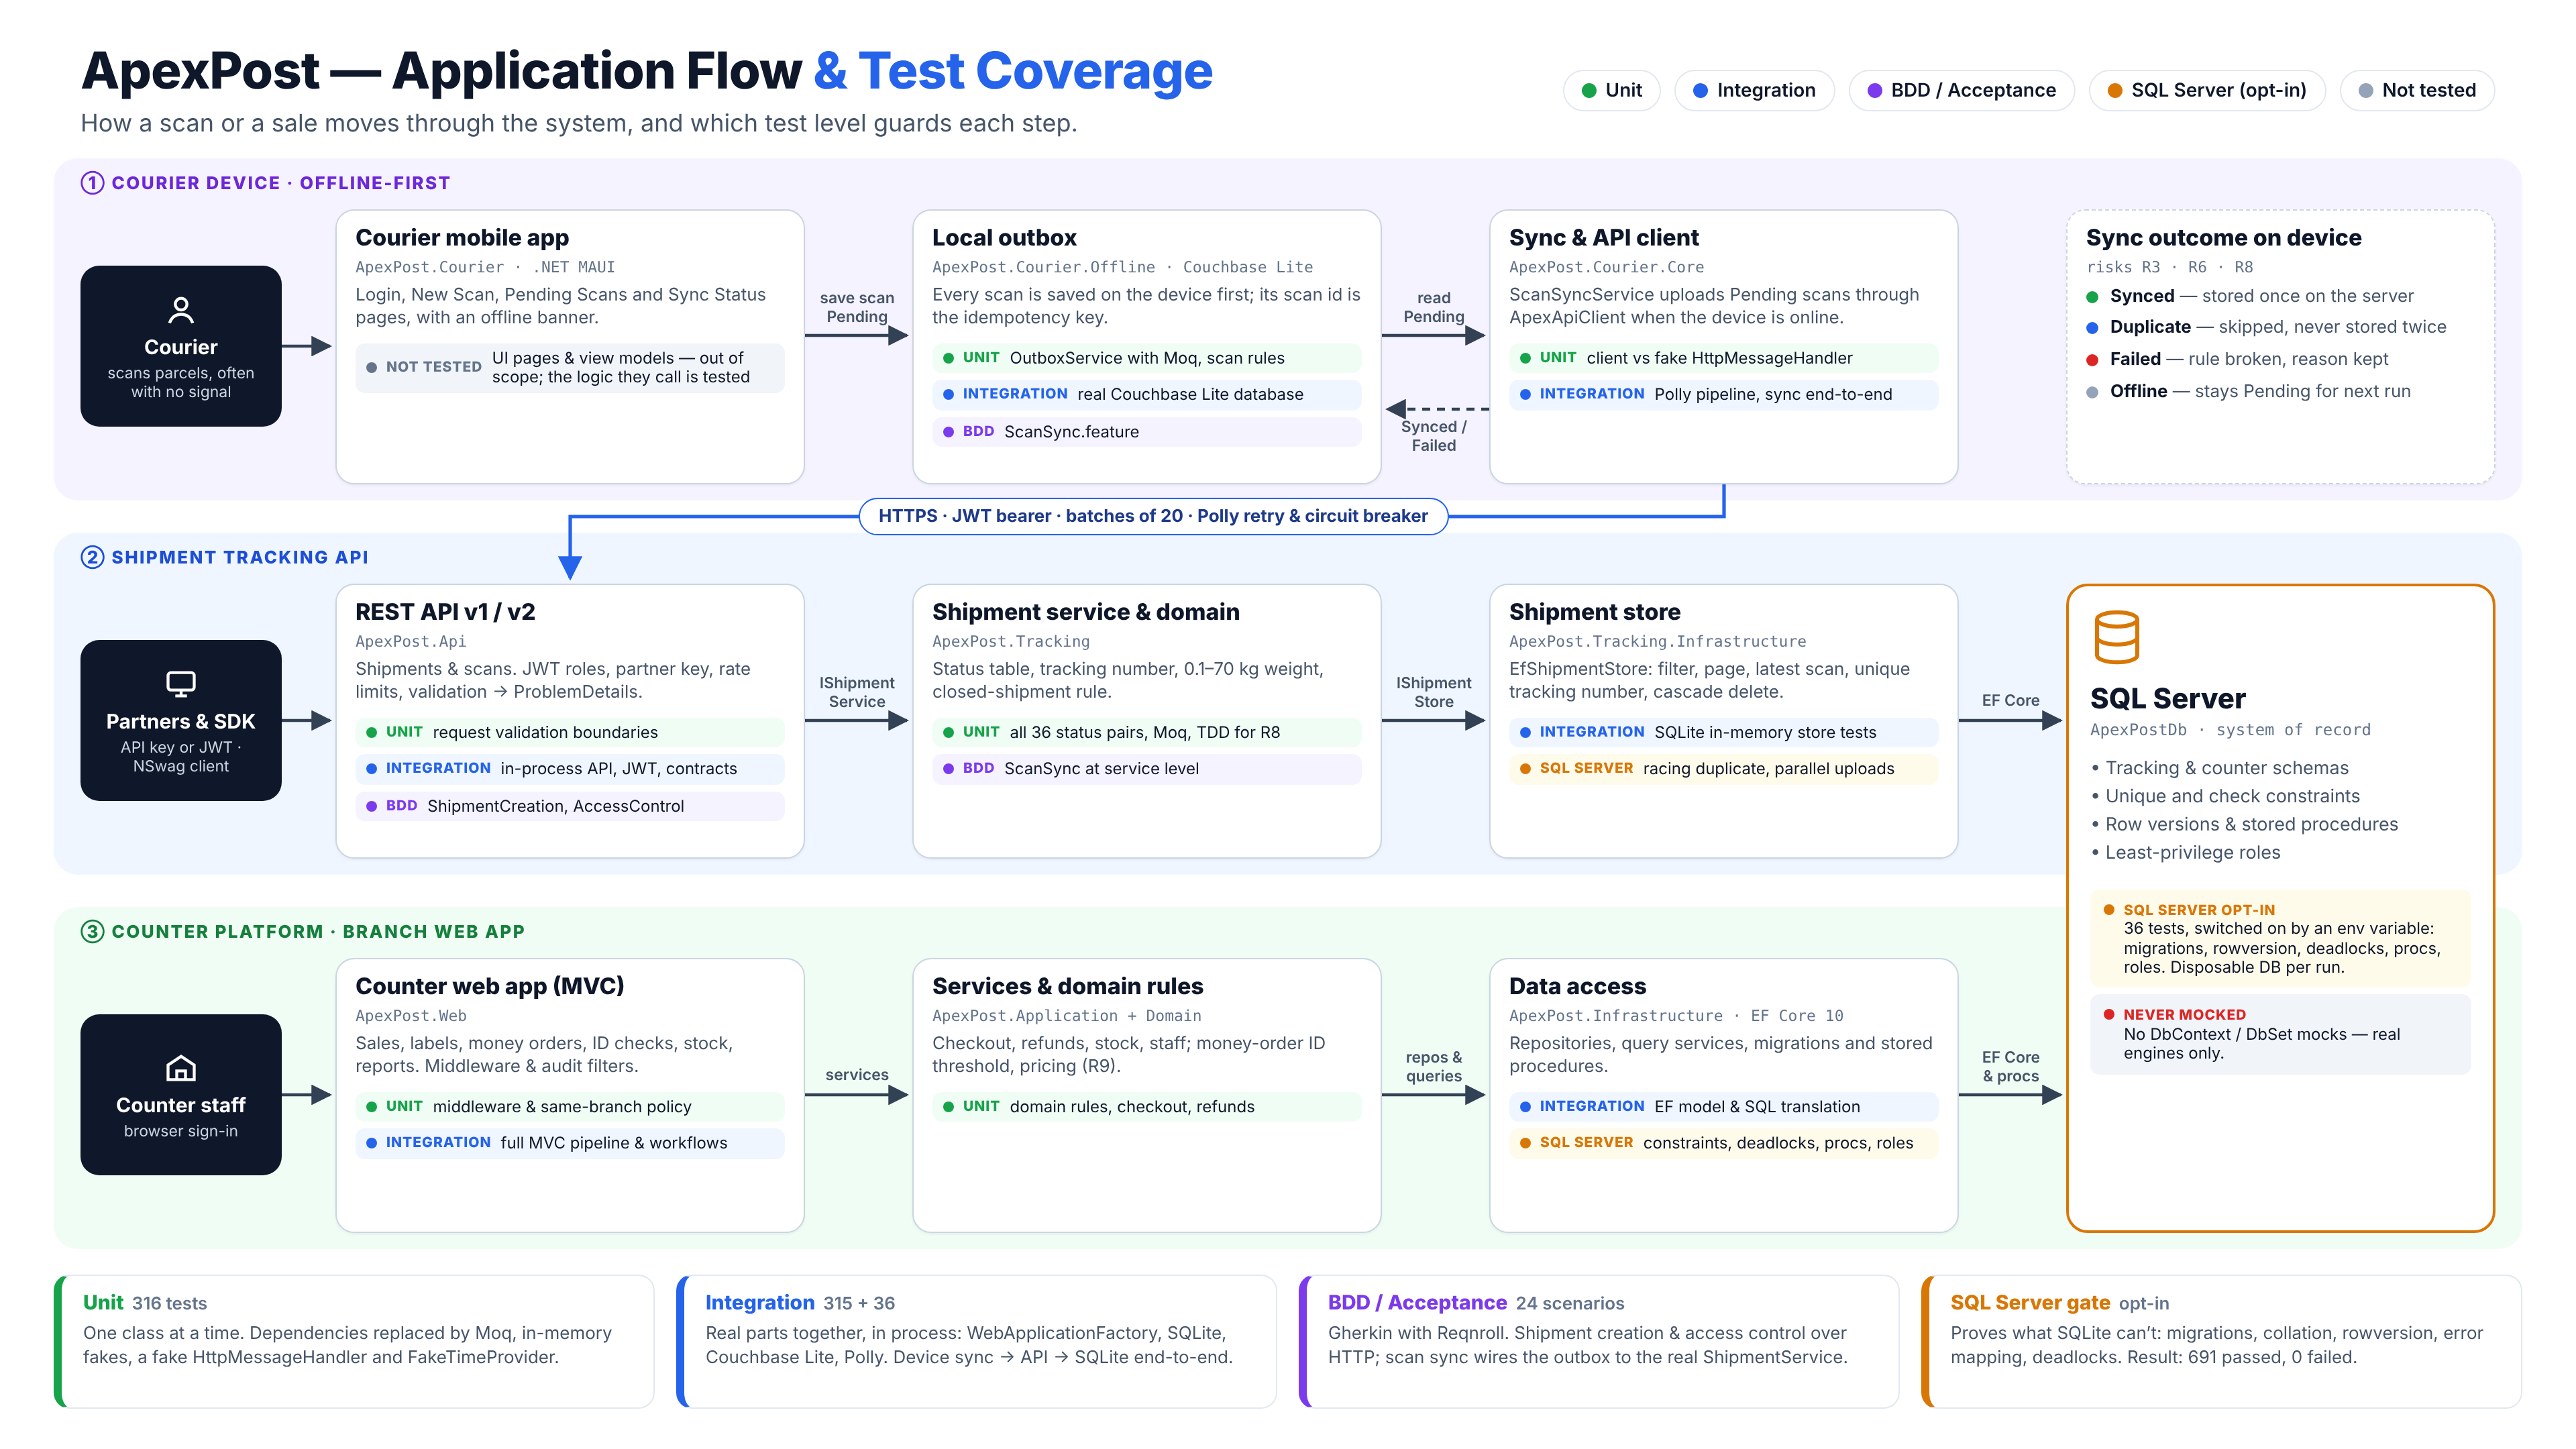 ApexPost — Application Flow & Test Coverage
How a scan or a sale moves through the system, and which test level guards each step.
Unit
Integration
BDD / Acceptance
SQL Server (opt-in)
Not tested
① COURIER DEVICE · OFFLINE-FIRST
Courier
scans parcels, often
with no signal
Courier mobile app
ApexPost.Courier · .NET MAUI
Login, New Scan, Pending Scans and Sync Status
pages, with an offline banner.
NOT TESTED UI pages & view models — out of
scope; the logic they call is tested
save scan
Pending
Local outbox
ApexPost.Courier.Offline · Couchbase Lite
Every scan is saved on the device first; its scan id is
the idempotency key.
UNIT OutboxService with Moq, scan rules
INTEGRATION real Couchbase Lite database
BDD ScanSync.feature
read
Pending
Synced /
Failed
Sync & API client
ApexPost.Courier.Core
ScanSyncService uploads Pending scans through
ApexApiClient when the device is online.
UNIT client vs fake HttpMessageHandler
INTEGRATION Polly pipeline, sync end-to-end
Sync outcome on device
risks R3 · R6 · R8
Synced — stored once on the server
Duplicate — skipped, never stored twice
Failed — rule broken, reason kept
Offline — stays Pending for next run
HTTPS · JWT bearer · batches of 20 · Polly retry & circuit breaker
② SHIPMENT TRACKING API
Partners & SDK
API key or JWT ·
NSwag client
REST API v1 / v2
ApexPost.Api
Shipments & scans. JWT roles, partner key, rate
limits, validation → ProblemDetails.
UNIT request validation boundaries
INTEGRATION in-process API, JWT, contracts
BDD ShipmentCreation, AccessControl
IShipment
Service
Shipment service & domain
ApexPost.Tracking
Status table, tracking number, 0.1–70 kg weight,
closed-shipment rule.
UNIT all 36 status pairs, Moq, TDD for R8
BDD ScanSync at service level
IShipment
Store
Shipment store
ApexPost.Tracking.Infrastructure
EfShipmentStore: filter, page, latest scan, unique
tracking number, cascade delete.
INTEGRATION SQLite in-memory store tests
SQL SERVER racing duplicate, parallel uploads
EF Core
SQL Server
ApexPostDb · system of record
• Tracking & counter schemas
• Unique and check constraints
• Row versions & stored procedures
• Least-privilege roles
SQL SERVER OPT-IN
36 tests, switched on by an env variable:
migrations, rowversion, deadlocks, procs,
roles. Disposable DB per run.
NEVER MOCKED
No DbContext / DbSet mocks — real
engines only.
③ COUNTER PLATFORM · BRANCH WEB APP
Counter staff
browser sign-in
Counter web app (MVC)
ApexPost.Web
Sales, labels, money orders, ID checks, stock,
reports. Middleware & audit filters.
UNIT middleware & same-branch policy
INTEGRATION full MVC pipeline & workflows
services
Services & domain rules
ApexPost.Application + Domain
Checkout, refunds, stock, staff; money-order ID
threshold, pricing (R9).
UNIT domain rules, checkout, refunds
repos &
queries
Data access
ApexPost.Infrastructure · EF Core 10
Repositories, query services, migrations and stored
procedures.
INTEGRATION EF model & SQL translation
SQL SERVER constraints, deadlocks, procs, roles
EF Core
& procs
Unit 316 tests
One class at a time. Dependencies replaced by Moq, in-memory
fakes, a fake HttpMessageHandler and FakeTimeProvider.
Integration 315 + 36
Real parts together, in process: WebApplicationFactory, SQLite,
Couchbase Lite, Polly. Device sync → API → SQLite end-to-end.
BDD / Acceptance 24 scenarios
Gherkin with Reqnroll. Shipment creation & access control over
HTTP; scan sync wires the outbox to the real ShipmentService.
SQL Server gate opt-in
Proves what SQLite can’t: migrations, collation, rowversion, error
mapping, deadlocks. Result: 691 passed, 0 failed.